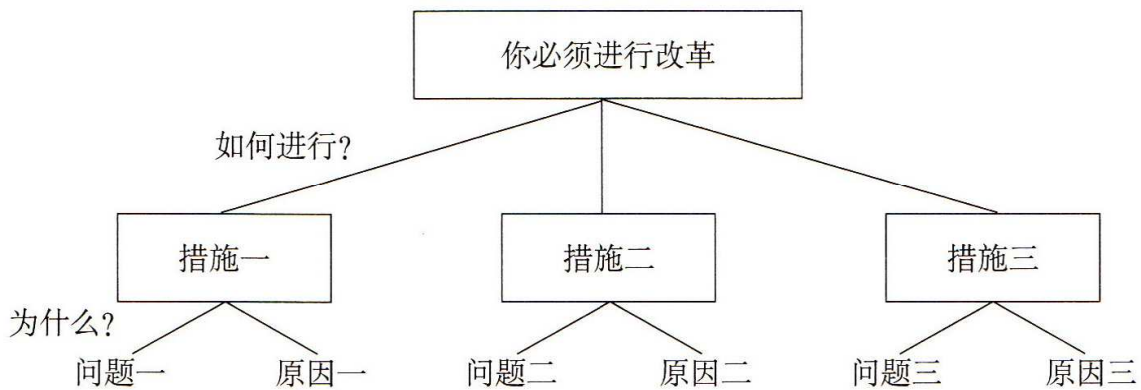 你必须进行改革
如何进行?
措施一
措施二
措施三
为什么?
问题一
原因一
问题二
原因二
问题三
原因三